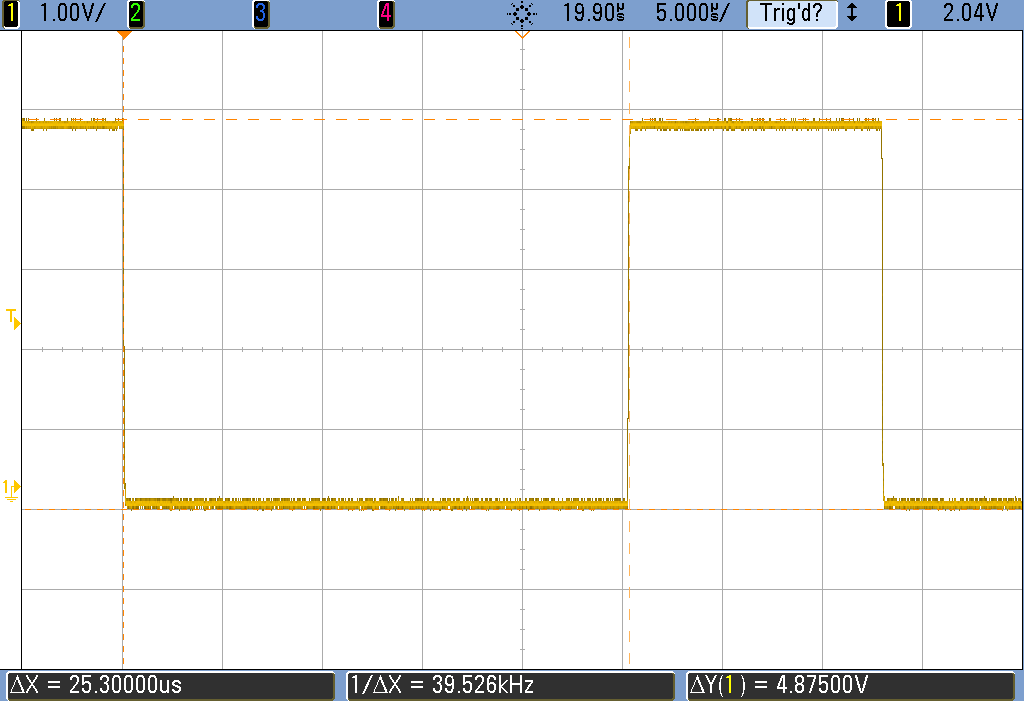 1 1.00V/ 2 3 4 19.90µs 5.000µs/ Trig'd? ↕ 1 2.04V
T
1
ΔX = 25.30000us 1/ΔX = 39.526kHz ΔY(1) = 4.87500V